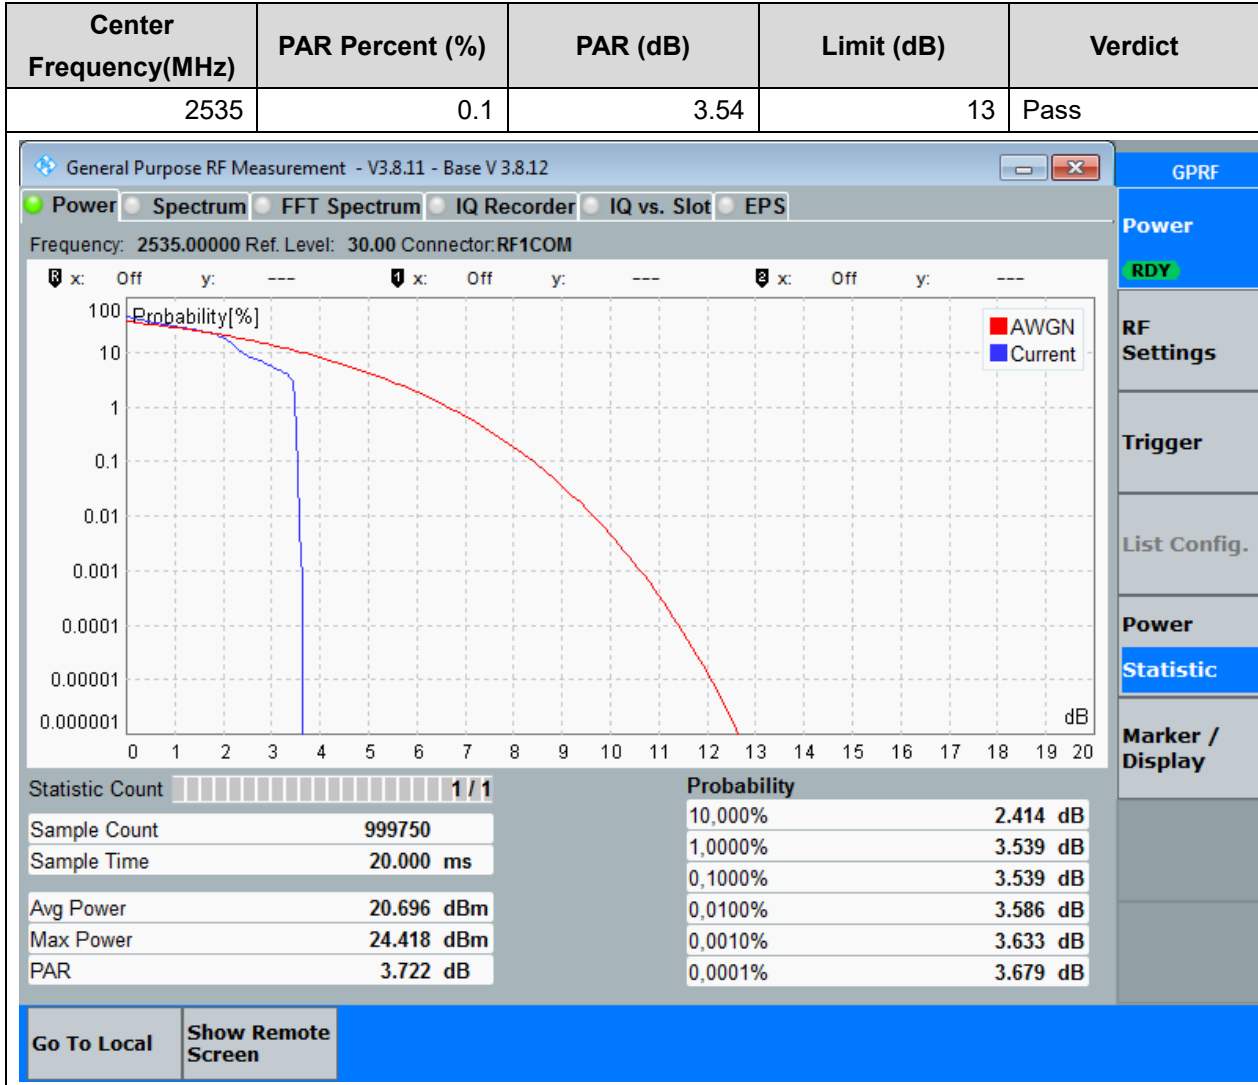 Center Frequency(MHz) PAR Percent (%) PAR (dB) Limit (dB) Verdict
2535 0.1 3.54 13 Pass
General Purpose RF Measurement - V3.8.11 - Base V 3.8.12
GPRF
Power Spectrum FFT Spectrum IQ Recorder IQ vs. Slot EPS
Frequency: 2535.00000 Ref. Level: 30.00 Connector: RF1COM
R x: Off y: --- 1 x: Off y: --- 2 x: Off y: ---
Probability[%]
100
10
1
0.1
0.01
0.001
0.0001
0.00001
0.000001
AWGN
Current
dB
0 1 2 3 4 5 6 7 8 9 10 11 12 13 14 15 16 17 18 19 20
Statistic Count 1 / 1
Sample Count 999750
Sample Time 20.000 ms
Avg Power 20.696 dBm
Max Power 24.418 dBm
PAR 3.722 dB
Probability
10,000% 2.414 dB
1,0000% 3.539 dB
0,1000% 3.539 dB
0,0100% 3.586 dB
0,0010% 3.633 dB
0,0001% 3.679 dB
Power
RDY
RF
Settings
Trigger
List Config.
Power
Statistic
Marker /
Display
Go To Local
Show Remote
Screen